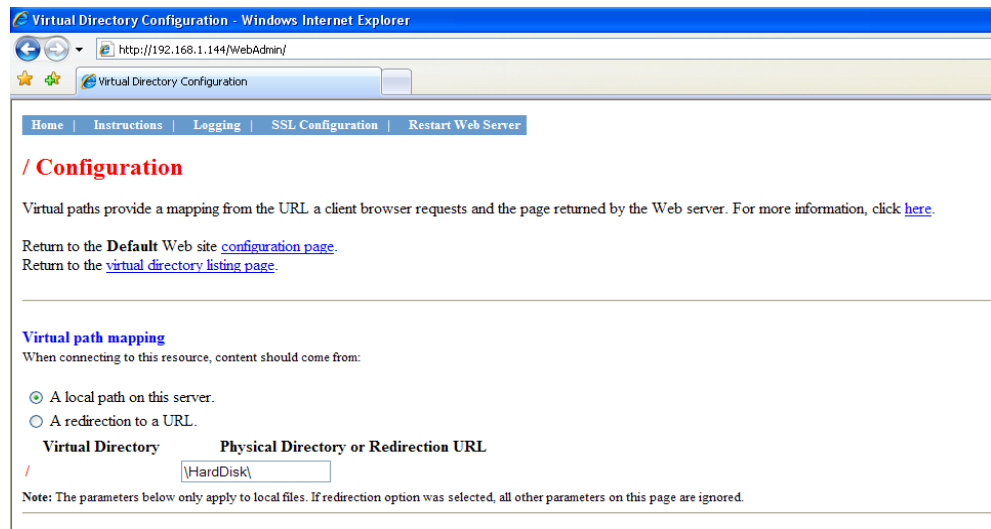 Virtual Directory Configuration - Windows Internet Explorer
http://192.168.1.144/WebAdmin/
Virtual Directory Configuration
Home | Instructions | Logging | SSL Configuration | Restart Web Server
/ Configuration
Virtual paths provide a mapping from the URL a client browser requests and the page returned by the Web server. For more information, click here.
Return to the Default Web site configuration page.
Return to the virtual directory listing page.
Virtual path mapping
When connecting to this resource, content should come from:
A local path on this server.
A redirection to a URL.
Virtual Directory Physical Directory or Redirection URL
/ \HardDisk\
Note: The parameters below only apply to local files. If redirection option was selected, all other parameters on this page are ignored.